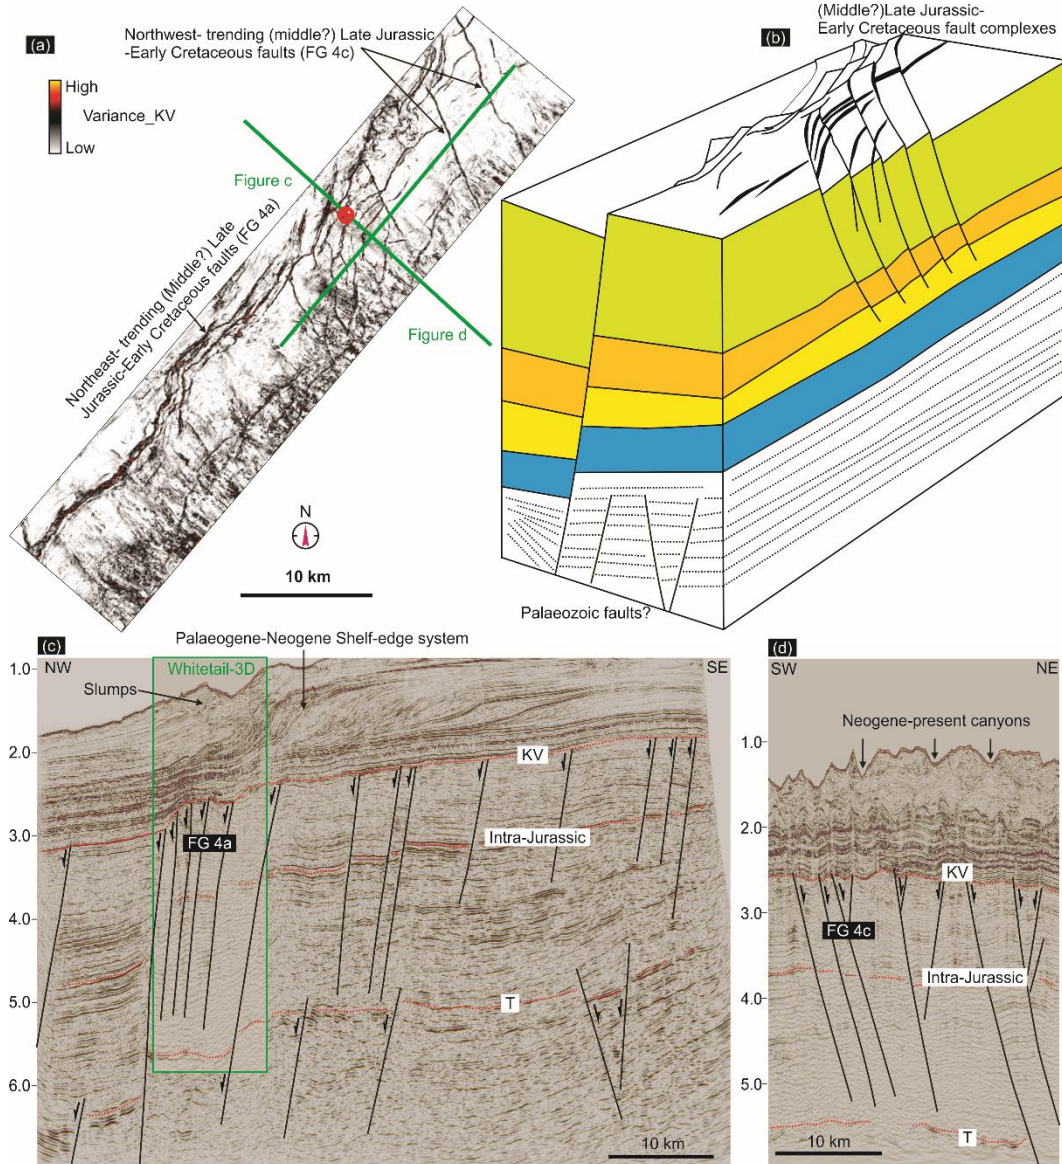 (a)
Northwest- trending (middle?) Late Jurassic
-Early Cretaceous faults (FG 4c)
High
Variance_KV
Low
Figure c
Northeast- trending (Middle?) Late
Jurassic-Early Cretaceous faults (FG 4a)
Figure d
N
10 km
(b)
(Middle?)Late Jurassic-
Early Cretaceous fault complexes
Palaeozoic faults?
(c)
Palaeogene-Neogene Shelf-edge system
NW
Whitetail-3D
SE
Slumps
1.0
2.0
3.0
4.0
5.0
6.0
KV
FG 4a
Intra-Jurassic
T
10 km
(d)
SW
NE
Neogene-present canyons
1.0
2.0
3.0
4.0
5.0
KV
FG 4c
Intra-Jurassic
T
10 km